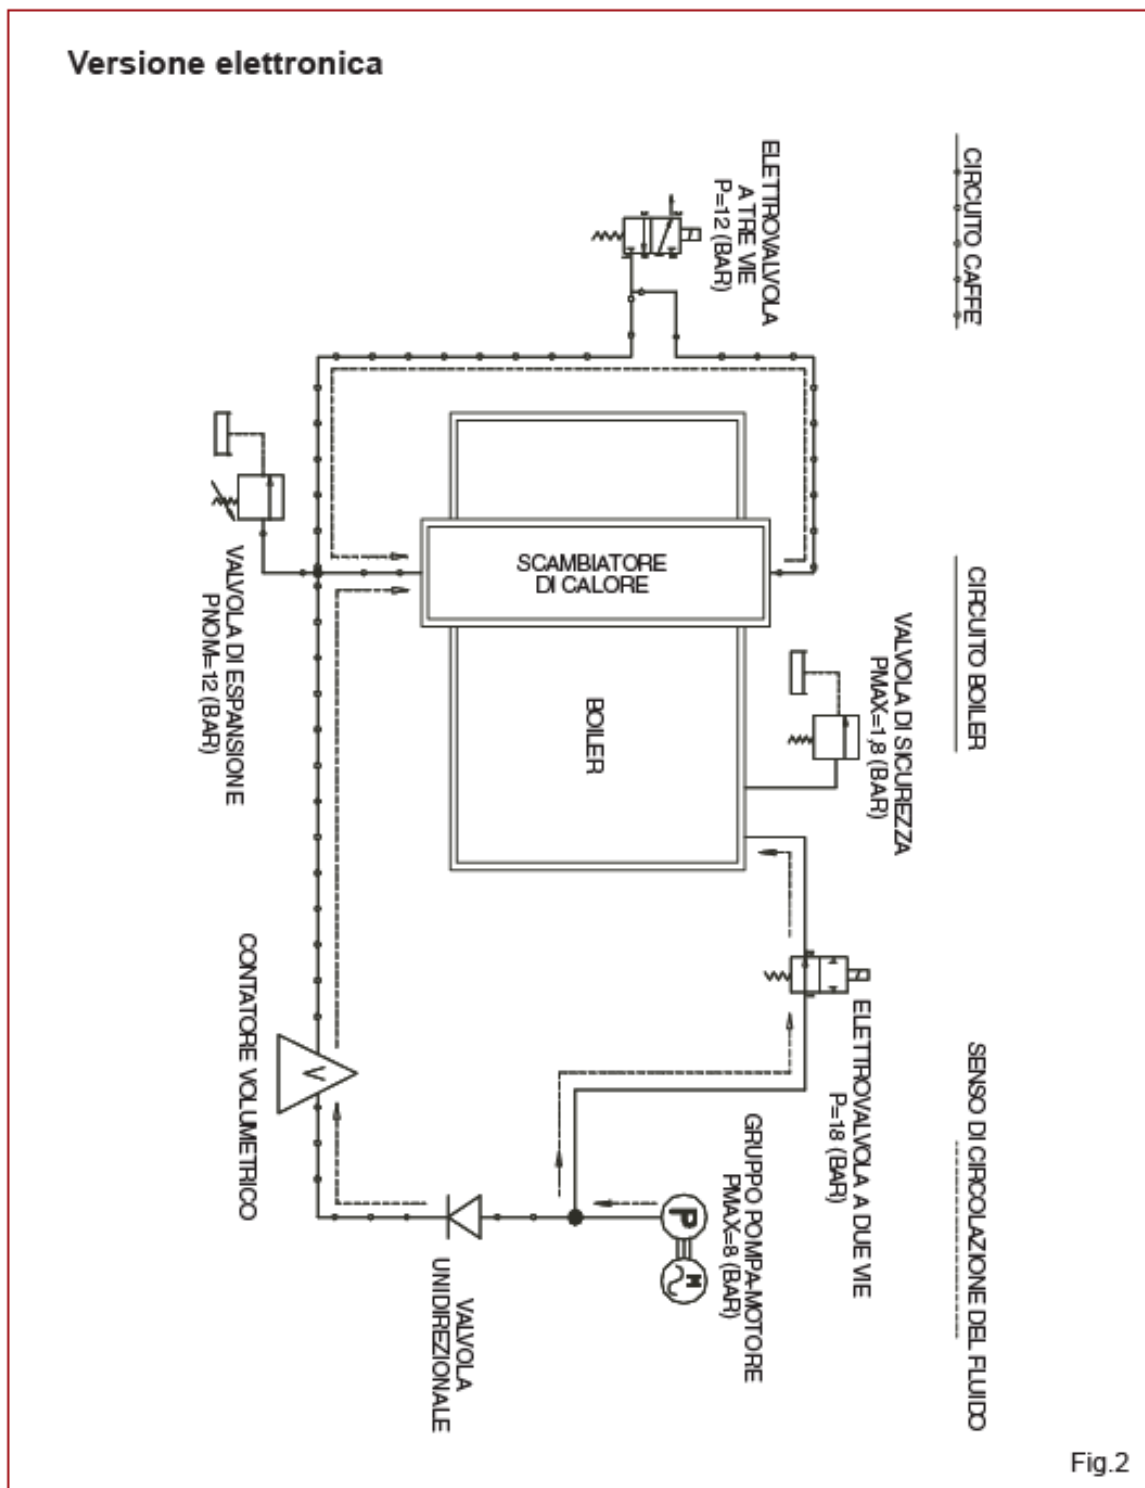 Versione elettronica
ELETTROVALVOLA
A TRE VIE
P=12 (BAR)
CIRCUITO CAFFE'
SCAMBIATORE
DI CALORE
VALVOLA DI ESPANSIONE
PNOM=12 (BAR)
BOILER
VALVOLA DI SICUREZZA
PMAX=1,8 (BAR)
CIRCUITO BOILER
CONTATORE VOLUMETRICO
V
ELETTROVALVOLA A DUE VIE
P=18 (BAR)
GRUPPO POMPA-MOTORE
PMAX=8 (BAR)
P
M
VALVOLA
UNIDIREZIONALE
SENSO DI CIRCOLAZIONE DEL FLUIDO
Fig.2